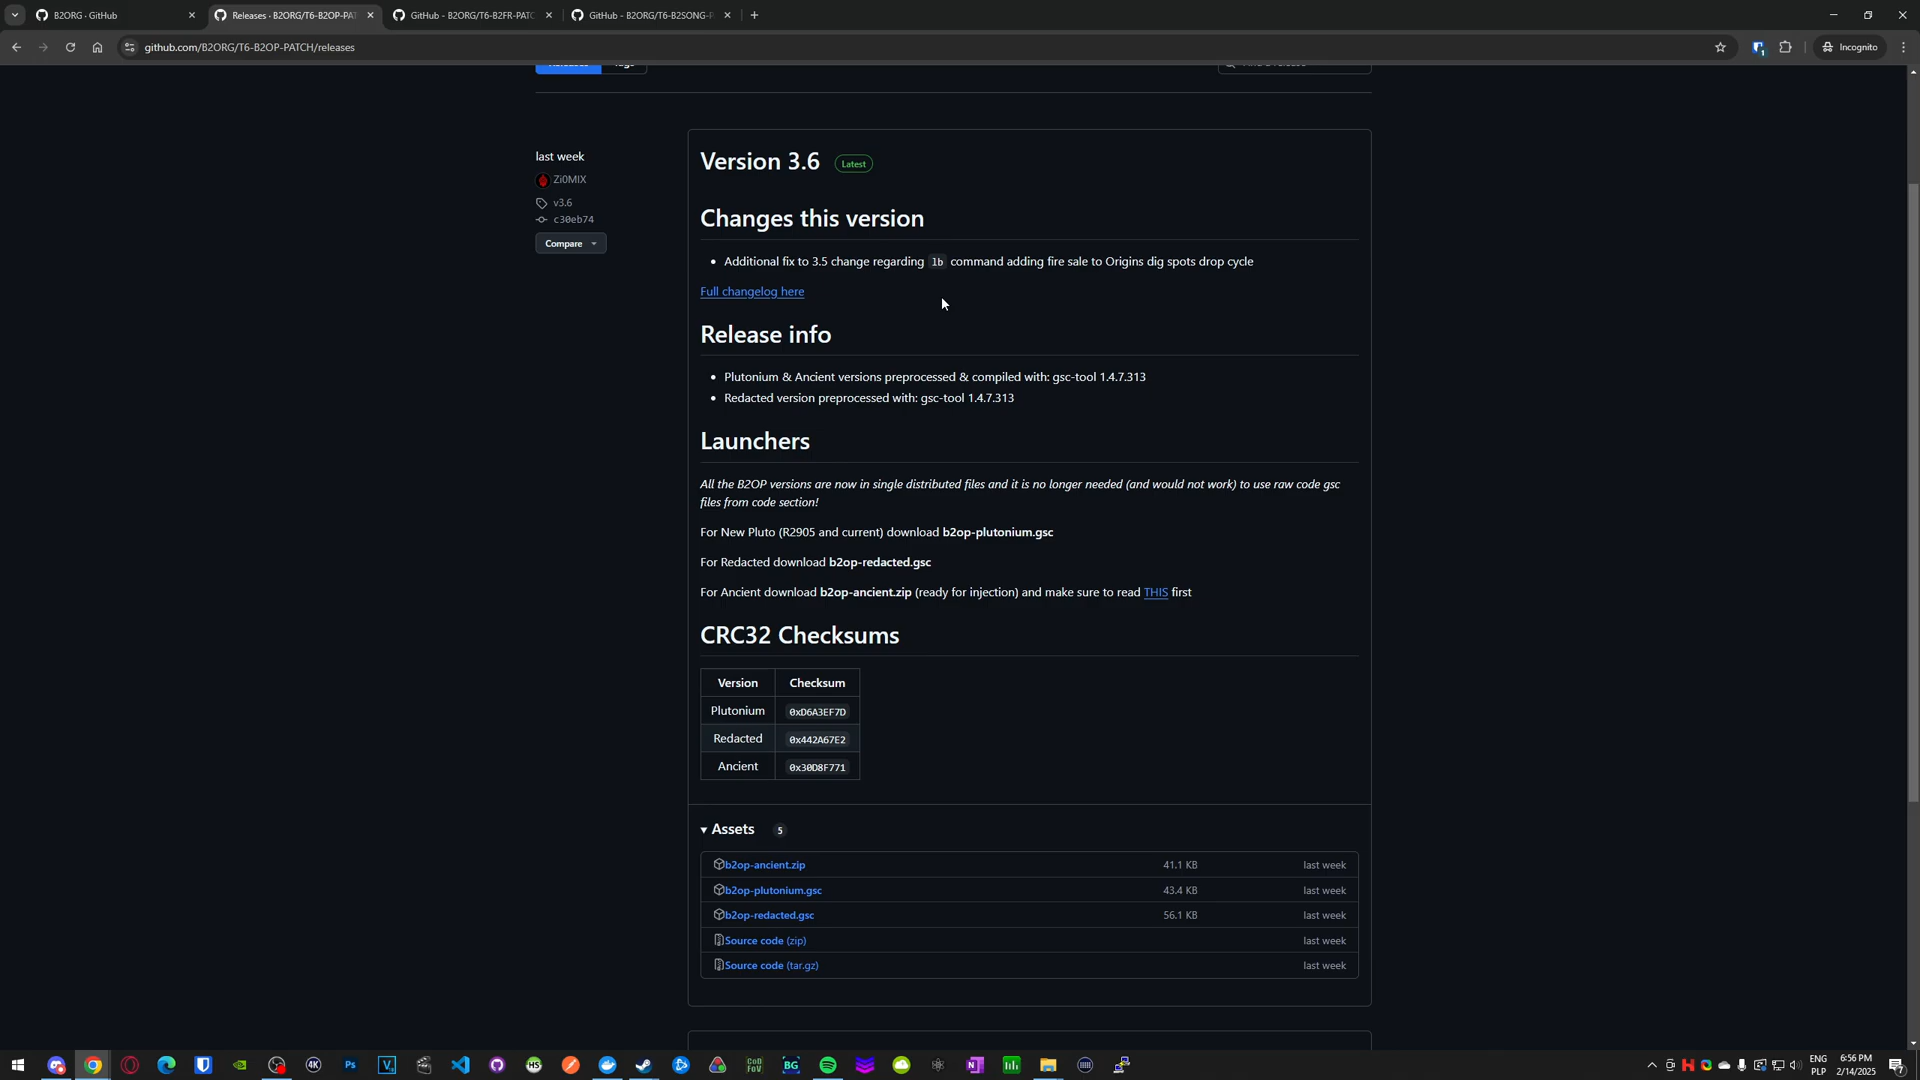 B2ORG · GitHub
Releases · B2ORG/T6-B2OP-PAT
GitHub - B2ORG/T6-B2FR-PATC
GitHub - B2ORG/T6-B2SONG-P
github.com/B2ORG/T6-B2OP-PATCH/releases
Incognito
last week
Zi0MIX
v3.6
c30eb74
Compare
Version 3.6 Latest
Changes this version
• Additional fix to 3.5 change regarding lb command adding fire sale to Origins dig spots drop cycle
Full changelog here
Release info
• Plutonium & Ancient versions preprocessed & compiled with: gsc-tool 1.4.7.313
• Redacted version preprocessed with: gsc-tool 1.4.7.313
Launchers
All the B2OP versions are now in single distributed files and it is no longer needed (and would not work) to use raw code gsc
files from code section!
For New Pluto (R2905 and current) download b2op-plutonium.gsc
For Redacted download b2op-redacted.gsc
For Ancient download b2op-ancient.zip (ready for injection) and make sure to read THIS first
CRC32 Checksums
Version Checksum
Plutonium 0xD6A3EF7D
Redacted 0x442A67E2
Ancient 0x30D8F771
Assets 5
b2op-ancient.zip 41.1 KB last week
b2op-plutonium.gsc 43.4 KB last week
b2op-redacted.gsc 56.1 KB last week
Source code (zip) last week
Source code (tar.gz) last week
4K
Ps
HS
CoD
FoV
BG
ENG
PLP
6:56 PM
2/14/2025